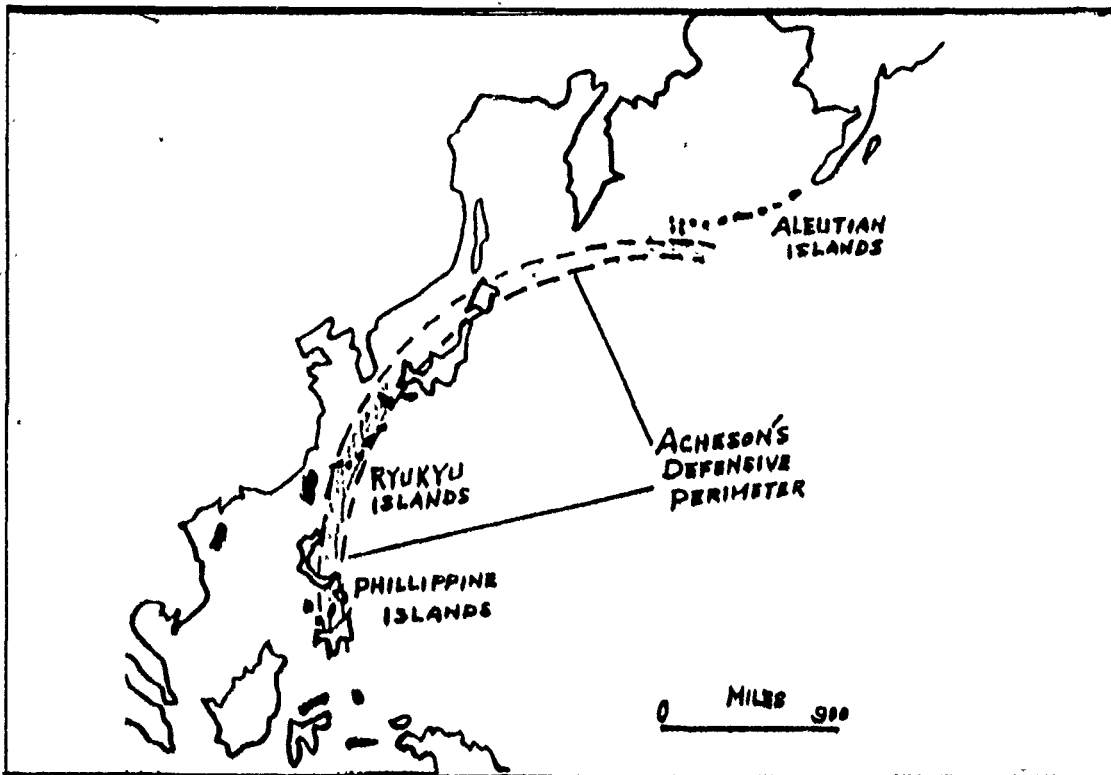 ALEUTIAN
ISLANDS
ACHESON'S
DEFENSIVE
PERIMETER
RYUKYU
ISLANDS
PHILLIPPINE
ISLANDS
MILES
0 900